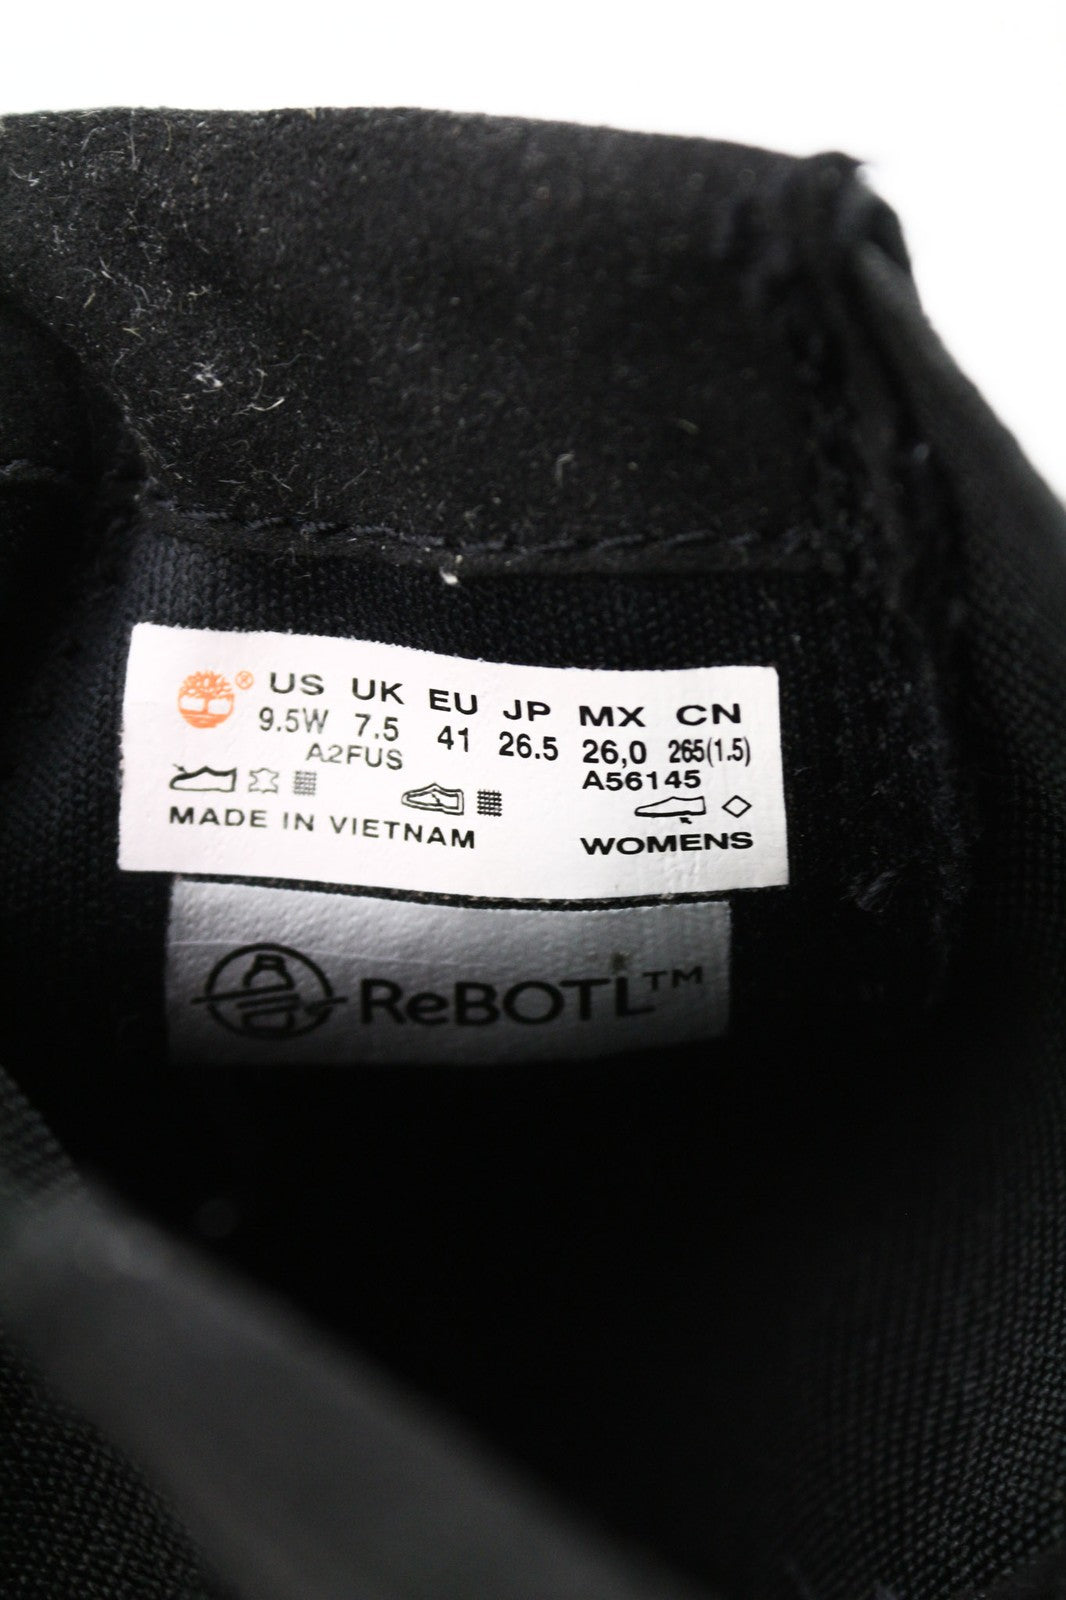 ® US UK EU JP MX CN
9.5W 7.5 41 26.5 26,0 265(1.5)
A2FUS A56145
MADE IN VIETNAM WOMENS
ReBOTL™